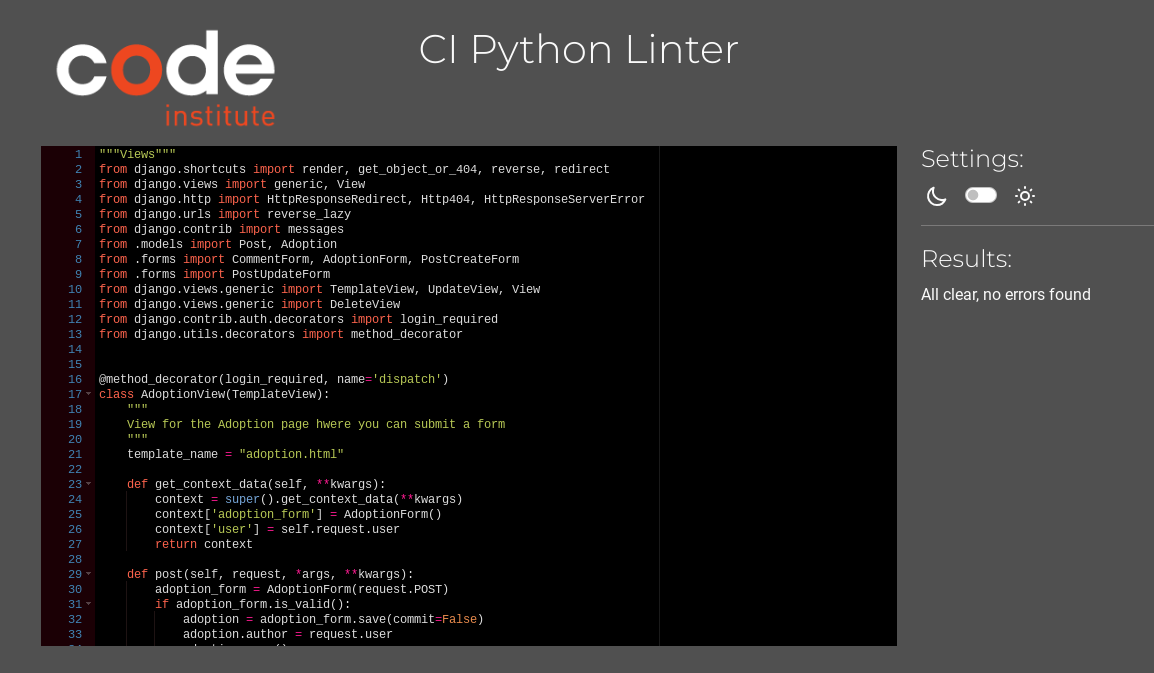 code
institute
CI Python Linter
1 """Views"""
2 from django.shortcuts import render, get_object_or_404, reverse, redirect
3 from django.views import generic, View
4 from django.http import HttpResponseRedirect, Http404, HttpResponseServerError
5 from django.urls import reverse_lazy
6 from django.contrib import messages
7 from .models import Post, Adoption
8 from .forms import CommentForm, AdoptionForm, PostCreateForm
9 from .forms import PostUpdateForm
10 from django.views.generic import TemplateView, UpdateView, View
11 from django.views.generic import DeleteView
12 from django.contrib.auth.decorators import login_required
13 from django.utils.decorators import method_decorator
14
15
16 @method_decorator(login_required, name='dispatch')
17 class AdoptionView(TemplateView):
18     """
19     View for the Adoption page hwere you can submit a form
20     """
21     template_name = "adoption.html"
22
23     def get_context_data(self, **kwargs):
24         context = super().get_context_data(**kwargs)
25         context['adoption_form'] = AdoptionForm()
26         context['user'] = self.request.user
27         return context
28
29     def post(self, request, *args, **kwargs):
30         adoption_form = AdoptionForm(request.POST)
31         if adoption_form.is_valid():
32             adoption = adoption_form.save(commit=False)
33             adoption.author = request.user
Settings:
Results:
All clear, no errors found